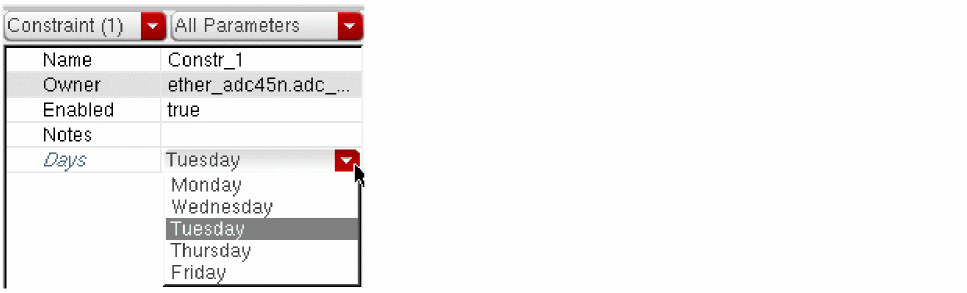 Constraint (1) All Parameters
Name Constr_1
Owner ether_adc45n.adc_...
Enabled true
Notes
Days Tuesday
Monday
Wednesday
Tuesday
Thursday
Friday